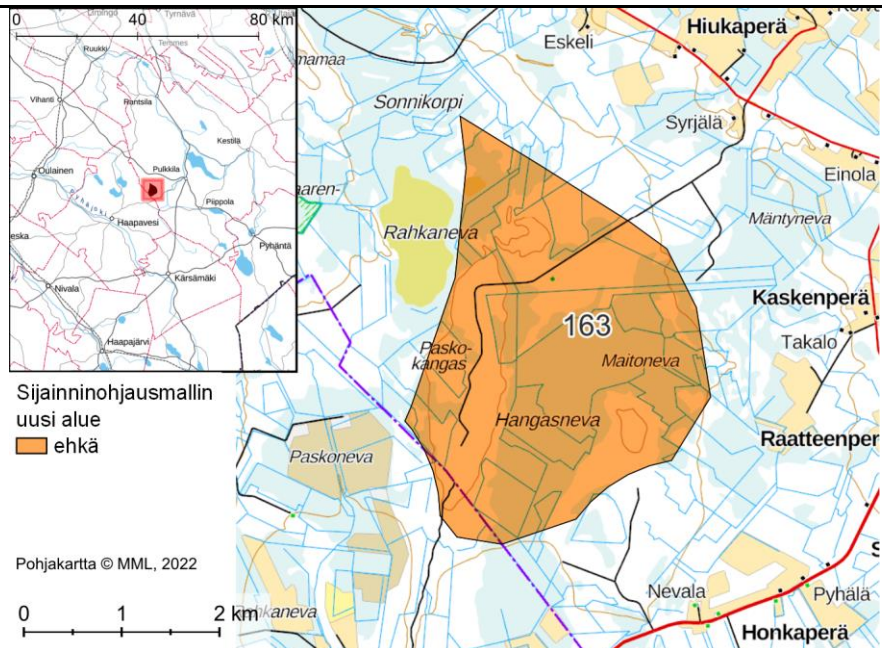 0 40 80 km
Ruukki
Temmes
Vihanti
Rantsila
Kestilä
Oulainen
Pulkkila
Piippola
Pyhäjoki
Haapavesi
Pyhäntä
Nivala
Kärsämäki
Haapajärvi
Hiukaperä
Eskeli
Sonnikorpi
Syrjälä
Einola
Rahkaneva
Mäntyneva
Kaskenperä
163
Takalo
Pasko-
kangas
Maitoneva
Hangasneva
Raatteenper
Paskoneva
Nevala
Pyhälä
Honkaperä
Sijainninohjausmallin
uusi alue
ehkä
Pohjakartta © MML, 2022
0 1 2 km